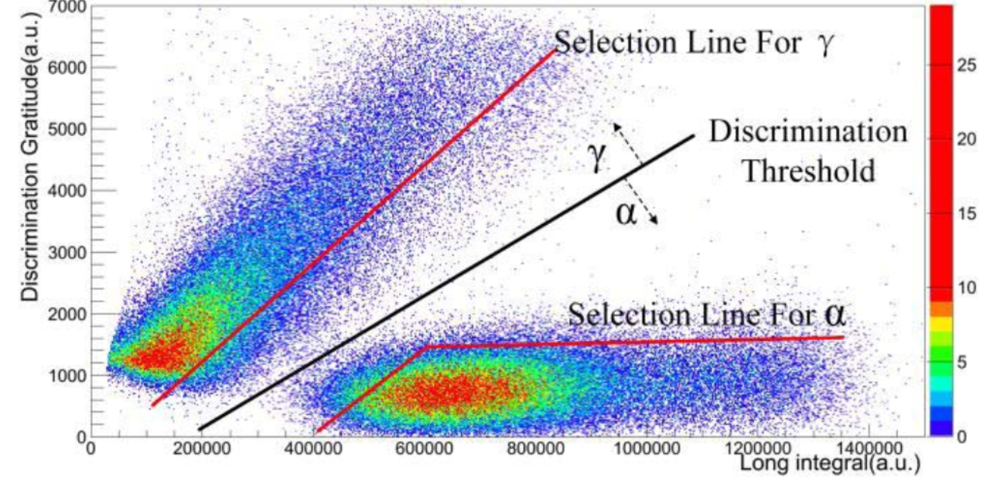 7000
6000
5000
4000
3000
2000
1000
0
Discrimination Gratitude(a.u.)
Selection Line For γ
Discrimination
Threshold
γ
α
Selection Line For α
0
200000
400000
600000
800000
1000000
1200000
1400000
Long integral(a.u.)
25
20
15
10
5
0